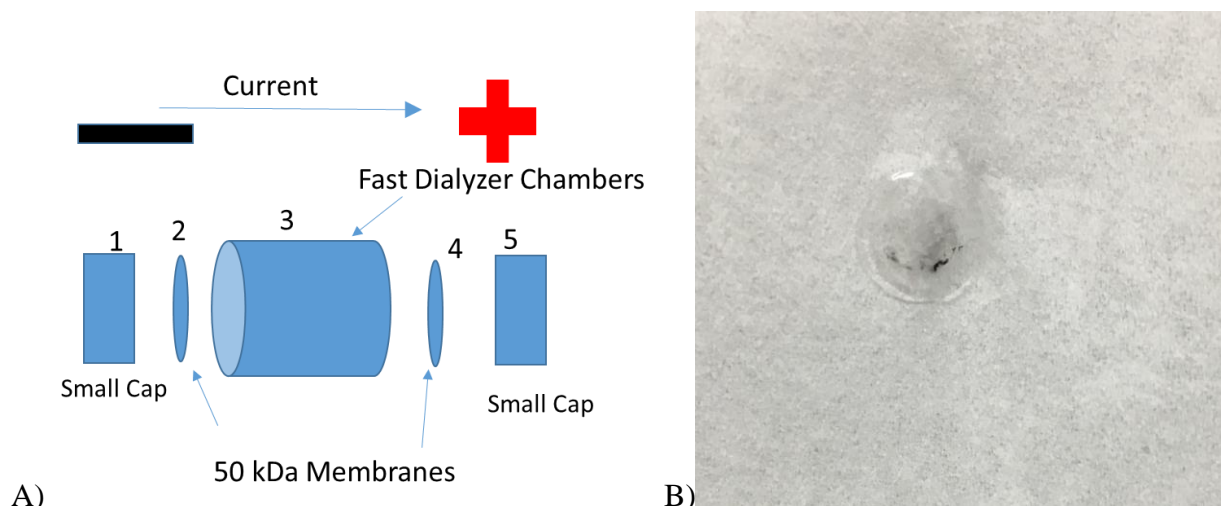 Current
Fast Dialyzer Chambers
1
2
3
4
5
Small Cap
Small Cap
50 kDa Membranes
A)
B)